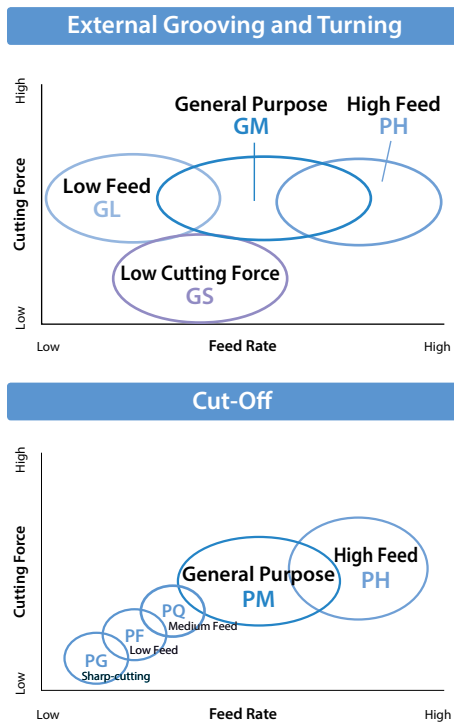 External Grooving and Turning
High
Cutting Force
Low
General Purpose
GM
High Feed
PH
Low Feed
GL
Low Cutting Force
GS
Low
Feed Rate
High
Cut-Off
High
Cutting Force
Low
High Feed
PH
General Purpose
PM
PQ
Medium Feed
PF
Low Feed
PG
Sharp-cutting
Low
Feed Rate
High